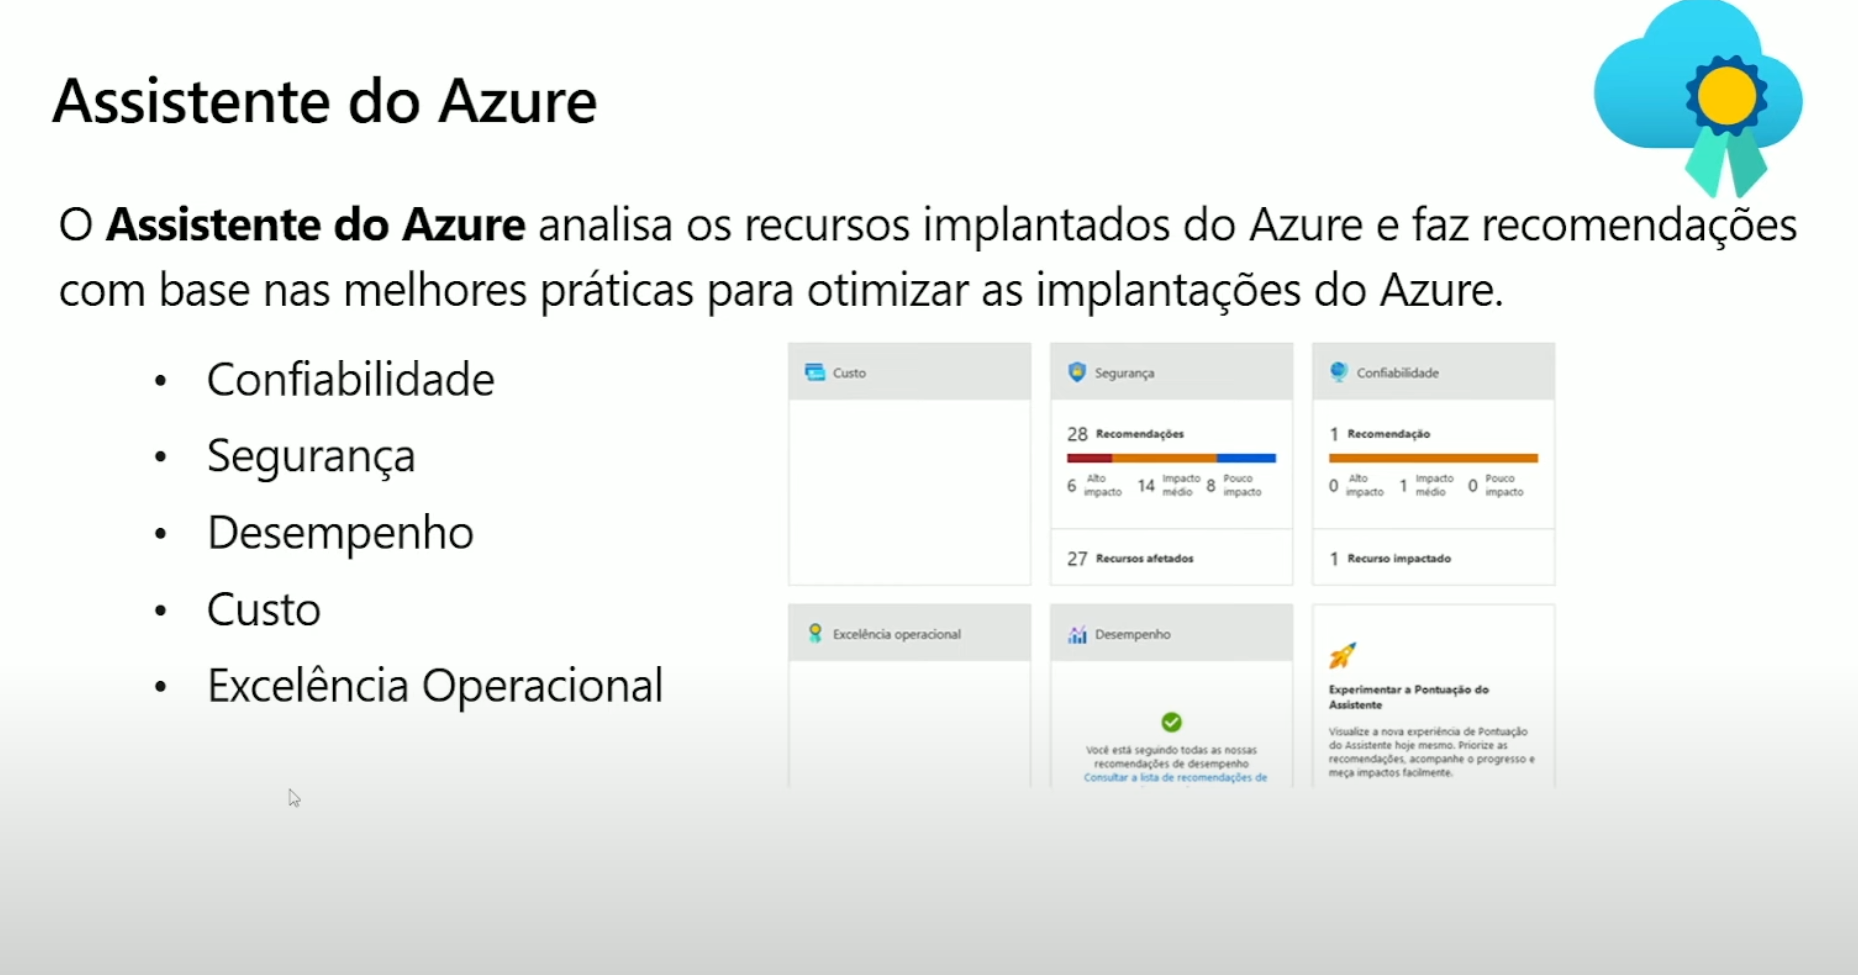 Assistente do Azure
O Assistente do Azure analisa os recursos implantados do Azure e faz recomendações
com base nas melhores práticas para otimizar as implantações do Azure.
• Confiabilidade
• Segurança
• Desempenho
• Custo
• Excelência Operacional
Custo
Segurança
28 Recomendações
6 Alto impacto 14 Impacto médio 8 Pouco impacto
27 Recursos afetados
Confiabilidade
1 Recomendação
0 Alto impacto 1 Impacto médio 0 Pouco impacto
1 Recurso impactado
Excelência operacional
Desempenho
Você está seguindo todas as nossas
recomendações de desempenho
Consultar a lista de recomendações de
Experimentar a Pontuação do
Assistente
Visualize a nova experiência de Pontuação
do Assistente hoje mesmo. Priorize as
recomendações, acompanhe o progresso e
meça impactos facilmente.